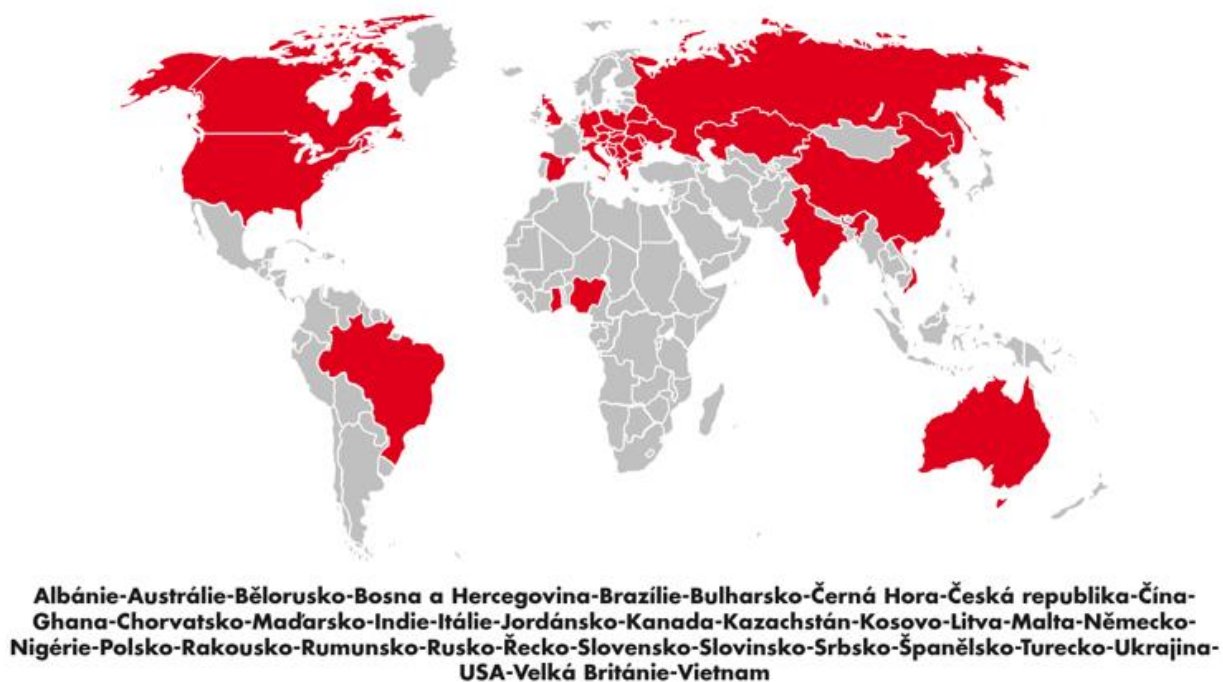 Albánie-Austrálie-Bělorusko-Bosna a Hercegovina-Brazílie-Bulharsko-Černá Hora-Česká republika-Čína-
Ghana-Chorvatsko-Maďarsko-Indie-Itálie-Jordánsko-Kanada-Kazachstán-Kosovo-Litva-Malta-Německo-
Nigérie-Polsko-Rakousko-Rumunsko-Rusko-Řecko-Slovensko-Slovinsko-Srbsko-Španělsko-Turecko-Ukrajina-
USA-Velká Británie-Vietnam